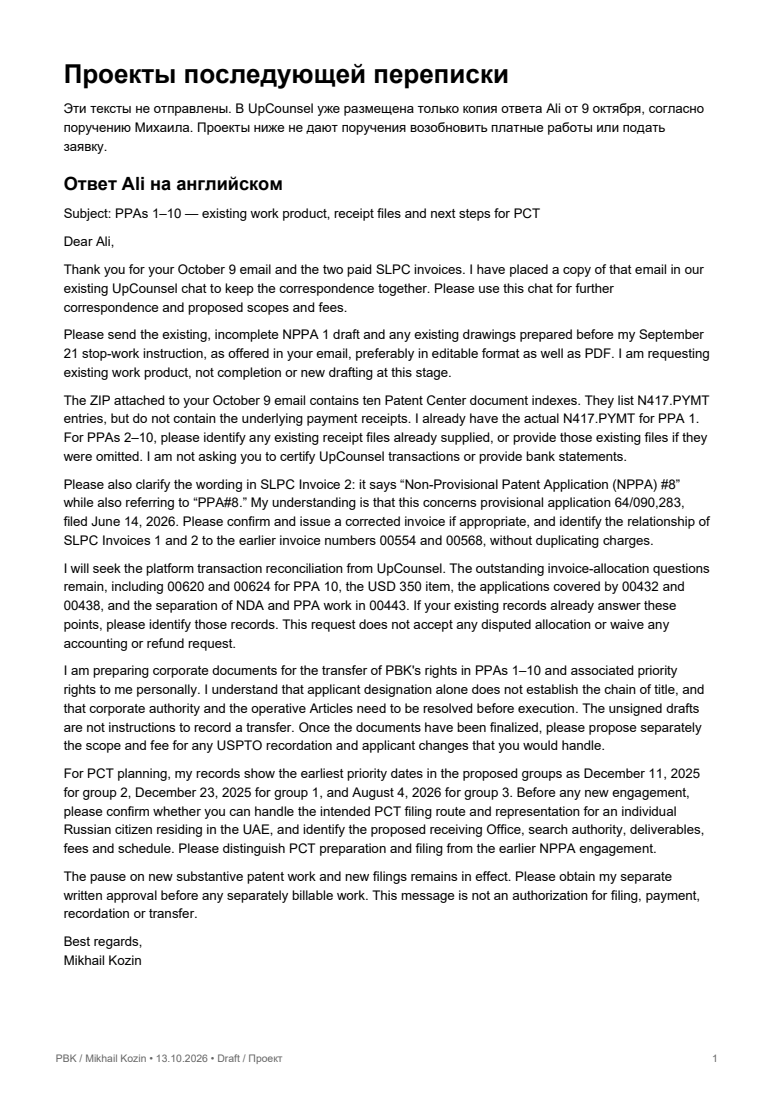 Проекты последующей переписки
Эти тексты не отправлены. В UpCounsel уже размещена только копия ответа Ali от 9 октября, согласно
поручению Михаила. Проекты ниже не дают поручения возобновить платные работы или подать
заявку.
Ответ Ali на английском
Subject: PPAs 1–10 — existing work product, receipt files and next steps for PCT
Dear Ali,
Thank you for your October 9 email and the two paid SLPC invoices. I have placed a copy of that email in our
existing UpCounsel chat to keep the correspondence together. Please use this chat for further
correspondence and proposed scopes and fees.
Please send the existing, incomplete NPPA 1 draft and any existing drawings prepared before my September
21 stop-work instruction, as offered in your email, preferably in editable format as well as PDF. I am requesting
existing work product, not completion or new drafting at this stage.
The ZIP attached to your October 9 email contains ten Patent Center document indexes. They list N417.PYMT
entries, but do not contain the underlying payment receipts. I already have the actual N417.PYMT for PPA 1.
For PPAs 2–10, please identify any existing receipt files already supplied, or provide those existing files if they
were omitted. I am not asking you to certify UpCounsel transactions or provide bank statements.
Please also clarify the wording in SLPC Invoice 2: it says “Non-Provisional Patent Application (NPPA) #8”
while also referring to “PPA#8.” My understanding is that this concerns provisional application 64/090,283,
filed June 14, 2026. Please confirm and issue a corrected invoice if appropriate, and identify the relationship of
SLPC Invoices 1 and 2 to the earlier invoice numbers 00554 and 00568, without duplicating charges.
I will seek the platform transaction reconciliation from UpCounsel. The outstanding invoice-allocation questions
remain, including 00620 and 00624 for PPA 10, the USD 350 item, the applications covered by 00432 and
00438, and the separation of NDA and PPA work in 00443. If your existing records already answer these
points, please identify those records. This request does not accept any disputed allocation or waive any
accounting or refund request.
I am preparing corporate documents for the transfer of PBK's rights in PPAs 1–10 and associated priority
rights to me personally. I understand that applicant designation alone does not establish the chain of title, and
that corporate authority and the operative Articles need to be resolved before execution. The unsigned drafts
are not instructions to record a transfer. Once the documents have been finalized, please propose separately
the scope and fee for any USPTO recordation and applicant changes that you would handle.
For PCT planning, my records show the earliest priority dates in the proposed groups as December 11, 2025
for group 2, December 23, 2025 for group 1, and August 4, 2026 for group 3. Before any new engagement,
please confirm whether you can handle the intended PCT filing route and representation for an individual
Russian citizen residing in the UAE, and identify the proposed receiving Office, search authority, deliverables,
fees and schedule. Please distinguish PCT preparation and filing from the earlier NPPA engagement.
The pause on new substantive patent work and new filings remains in effect. Please obtain my separate
written approval before any separately billable work. This message is not an authorization for filing, payment,
recordation or transfer.
Best regards,
Mikhail Kozin
PBK / Mikhail Kozin • 13.10.2026 • Draft / Проект
1